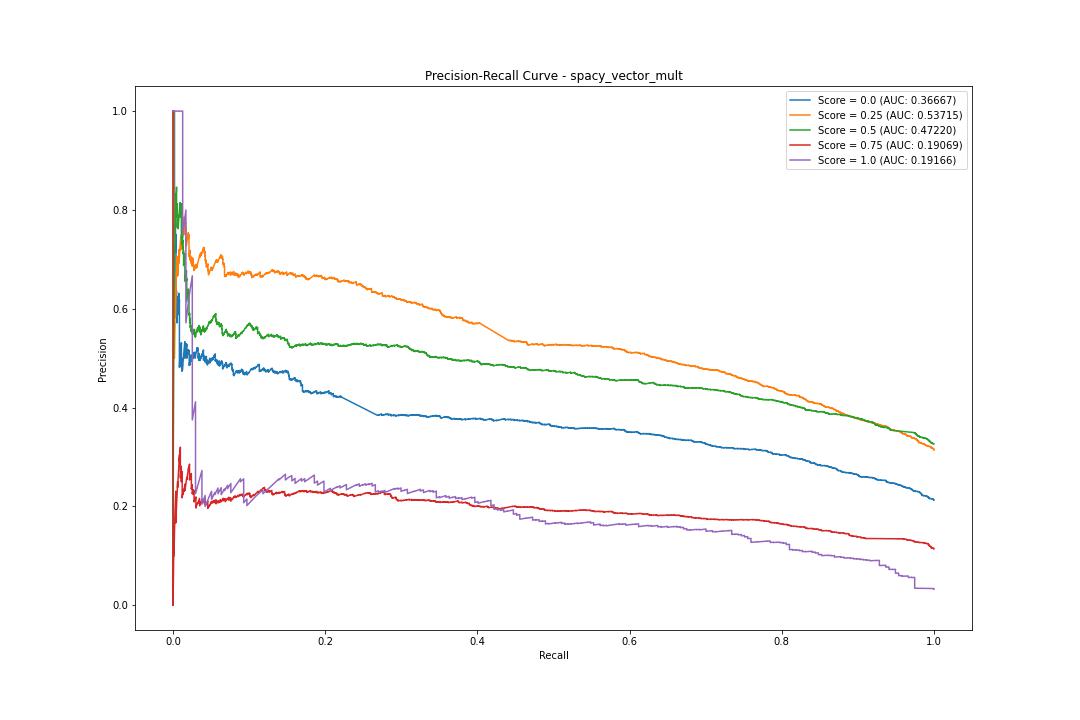 Precision-Recall Curve - spacy_vector_mult
Score = 0.0 (AUC: 0.36667)
Score = 0.25 (AUC: 0.53715)
Score = 0.5 (AUC: 0.47220)
Score = 0.75 (AUC: 0.19069)
Score = 1.0 (AUC: 0.19166)
Precision
1.0
0.8
0.6
0.4
0.2
0.0
0.0 0.2 0.4 0.6 0.8 1.0
Recall